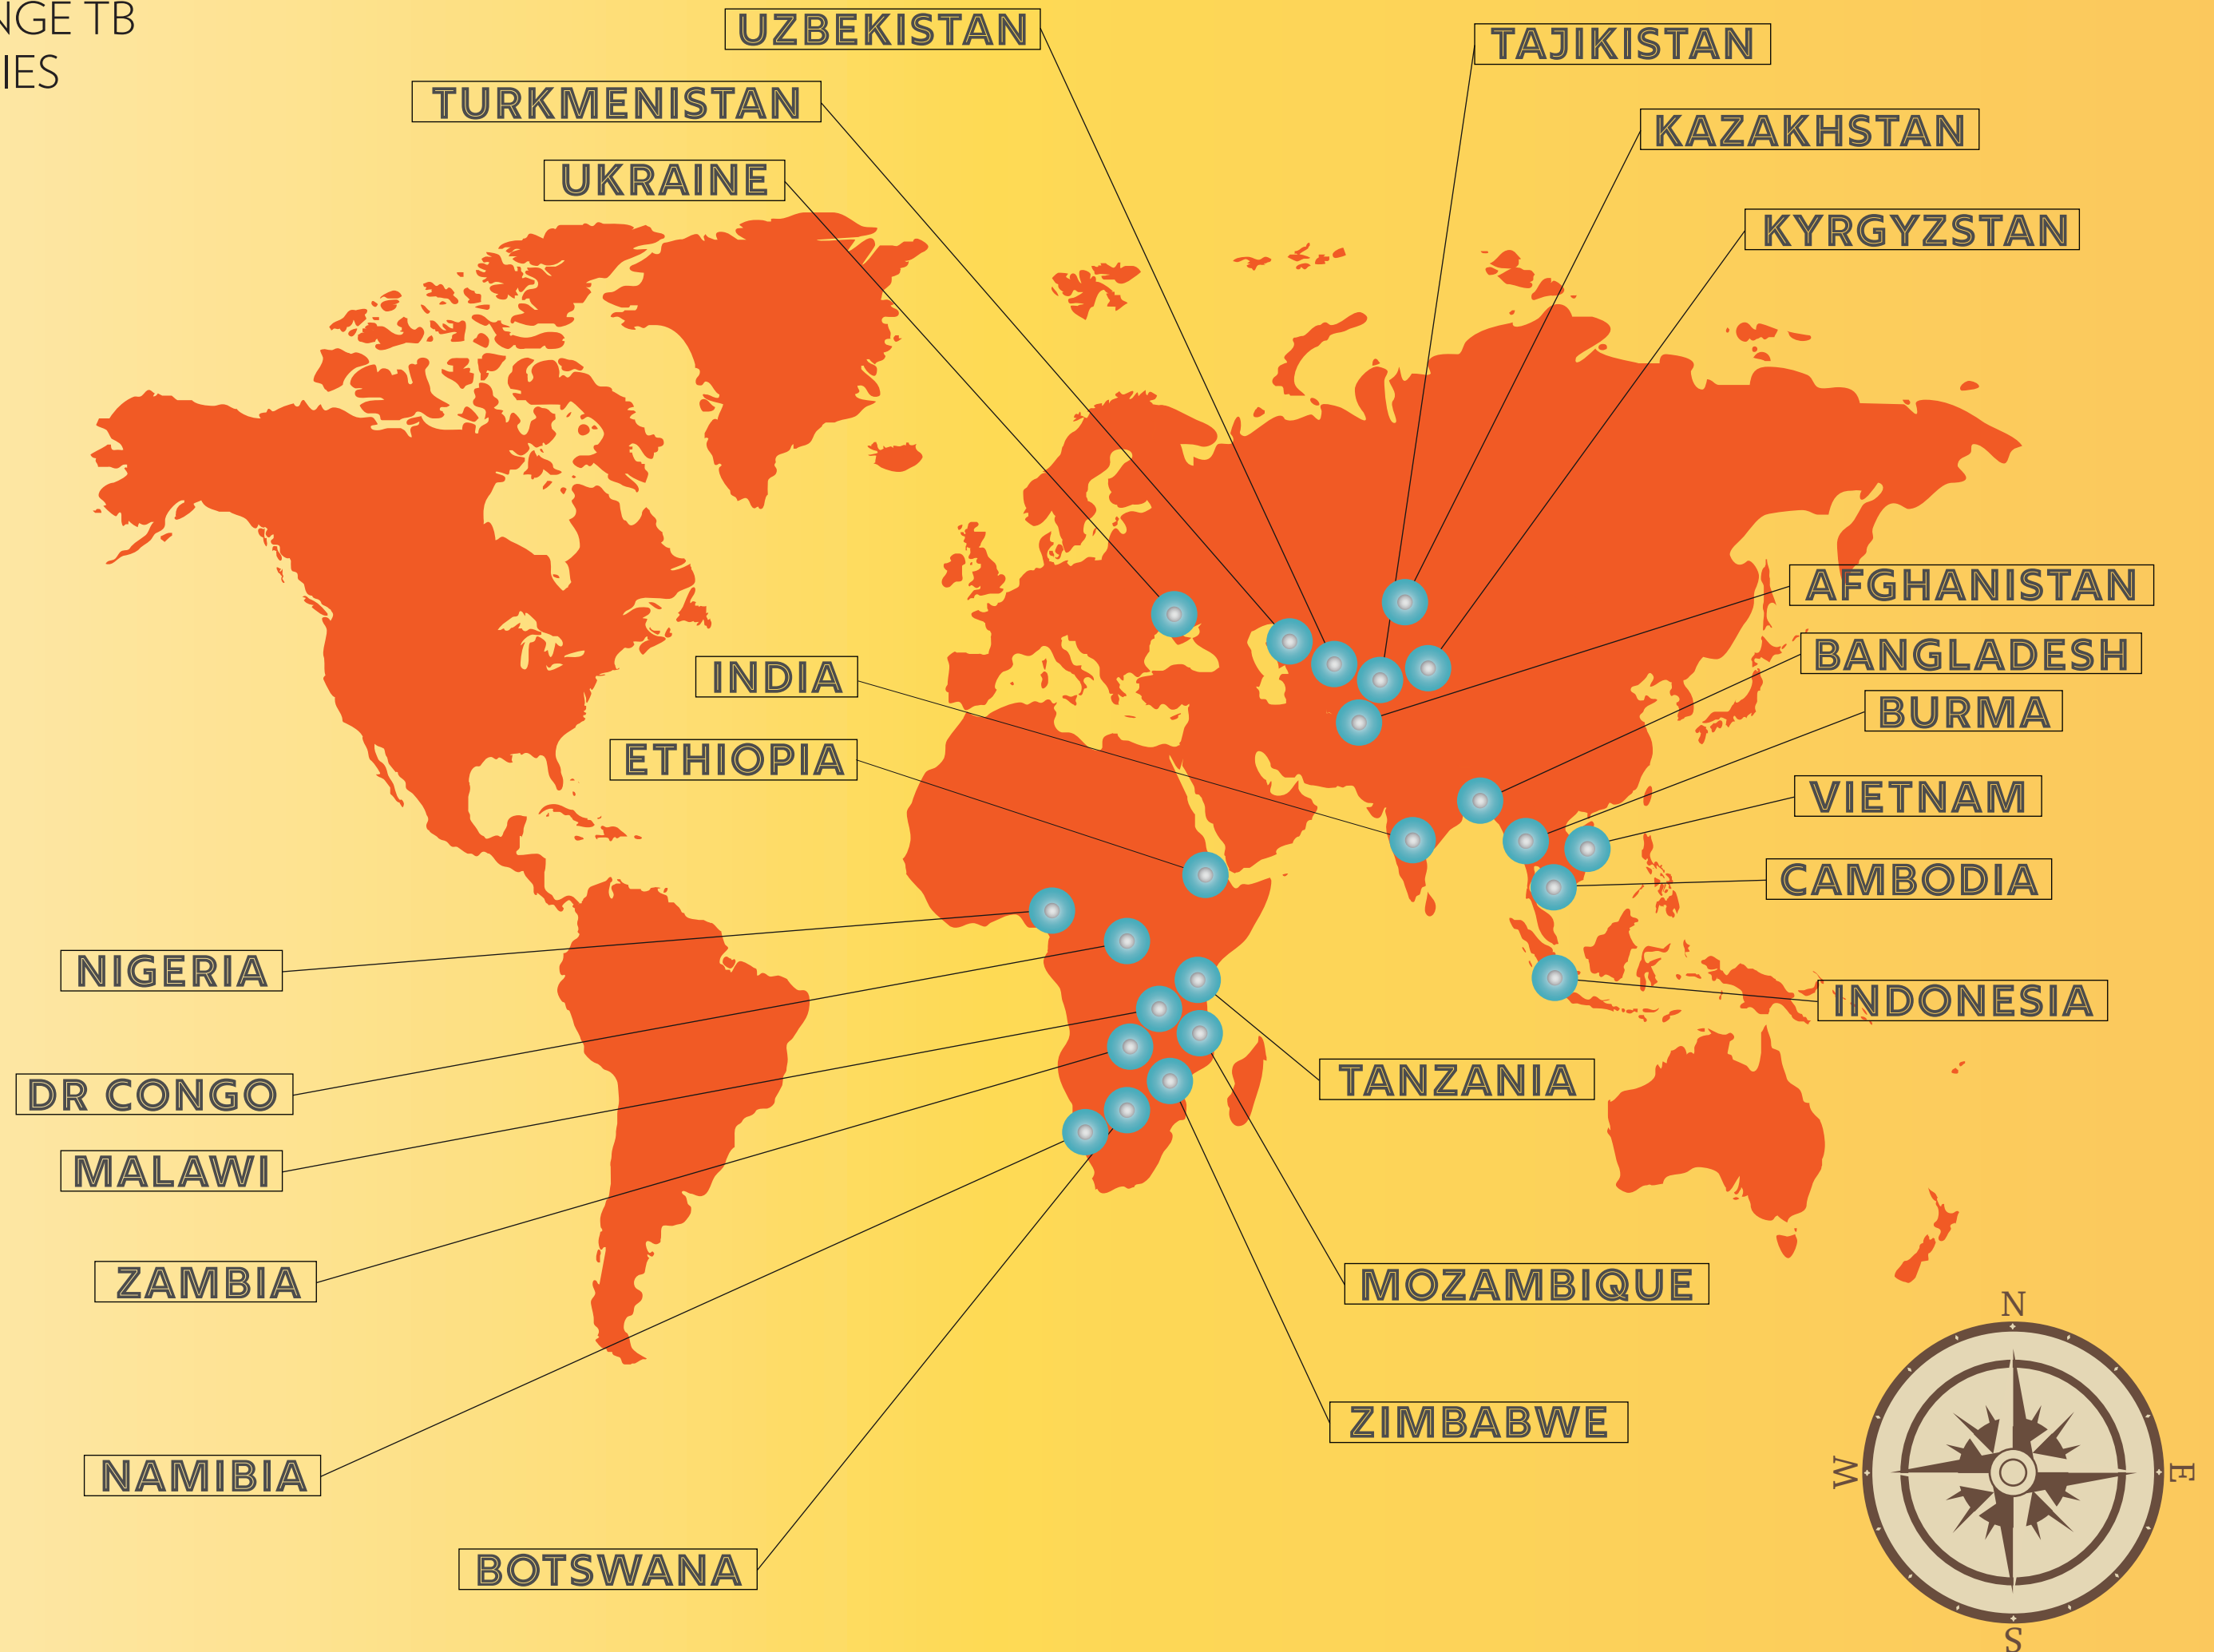 NGE TB
IES
UZBEKISTAN
TAJIKISTAN
TURKMENISTAN
KAZAKHSTAN
UKRAINE
KYRGYZSTAN
AFGHANISTAN
BANGLADESH
INDIA
BURMA
ETHIOPIA
VIETNAM
CAMBODIA
NIGERIA
INDONESIA
TANZANIA
DR CONGO
MALAWI
ZAMBIA
MOZAMBIQUE
ZIMBABWE
NAMIBIA
BOTSWANA
N
W
E
S